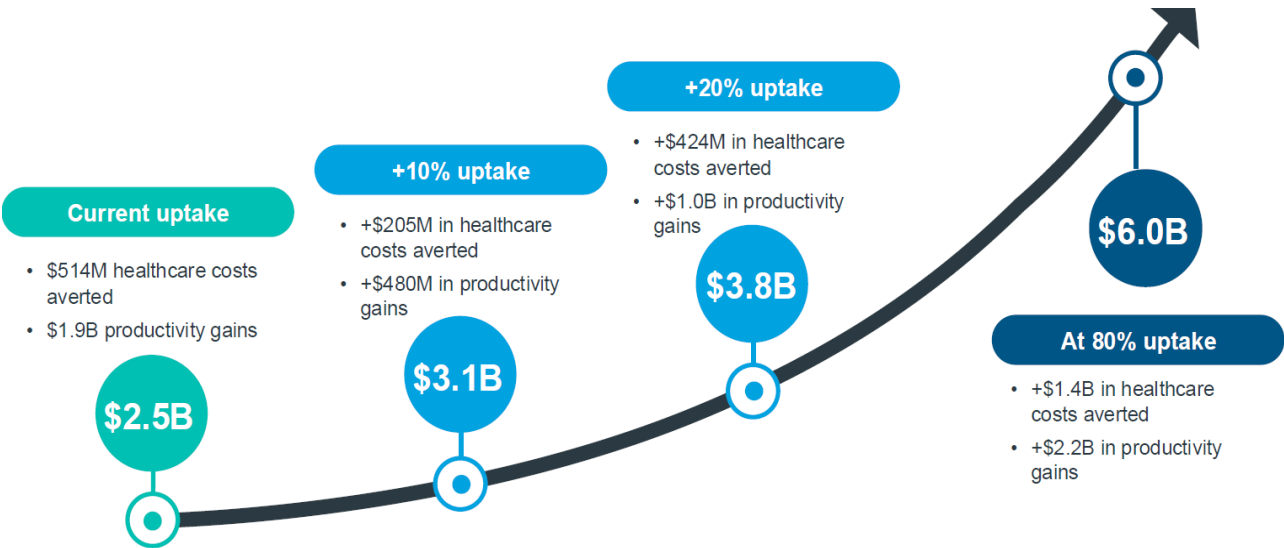 Current uptake
• $514M healthcare costs
averted
• $1.9B productivity gains
$2.5B
+10% uptake
• +$205M in healthcare
costs averted
• +$480M in productivity
gains
$3.1B
+20% uptake
• +$424M in healthcare
costs averted
• +$1.0B in productivity
gains
$3.8B
$6.0B
At 80% uptake
• +$1.4B in healthcare
costs averted
• +$2.2B in productivity
gains